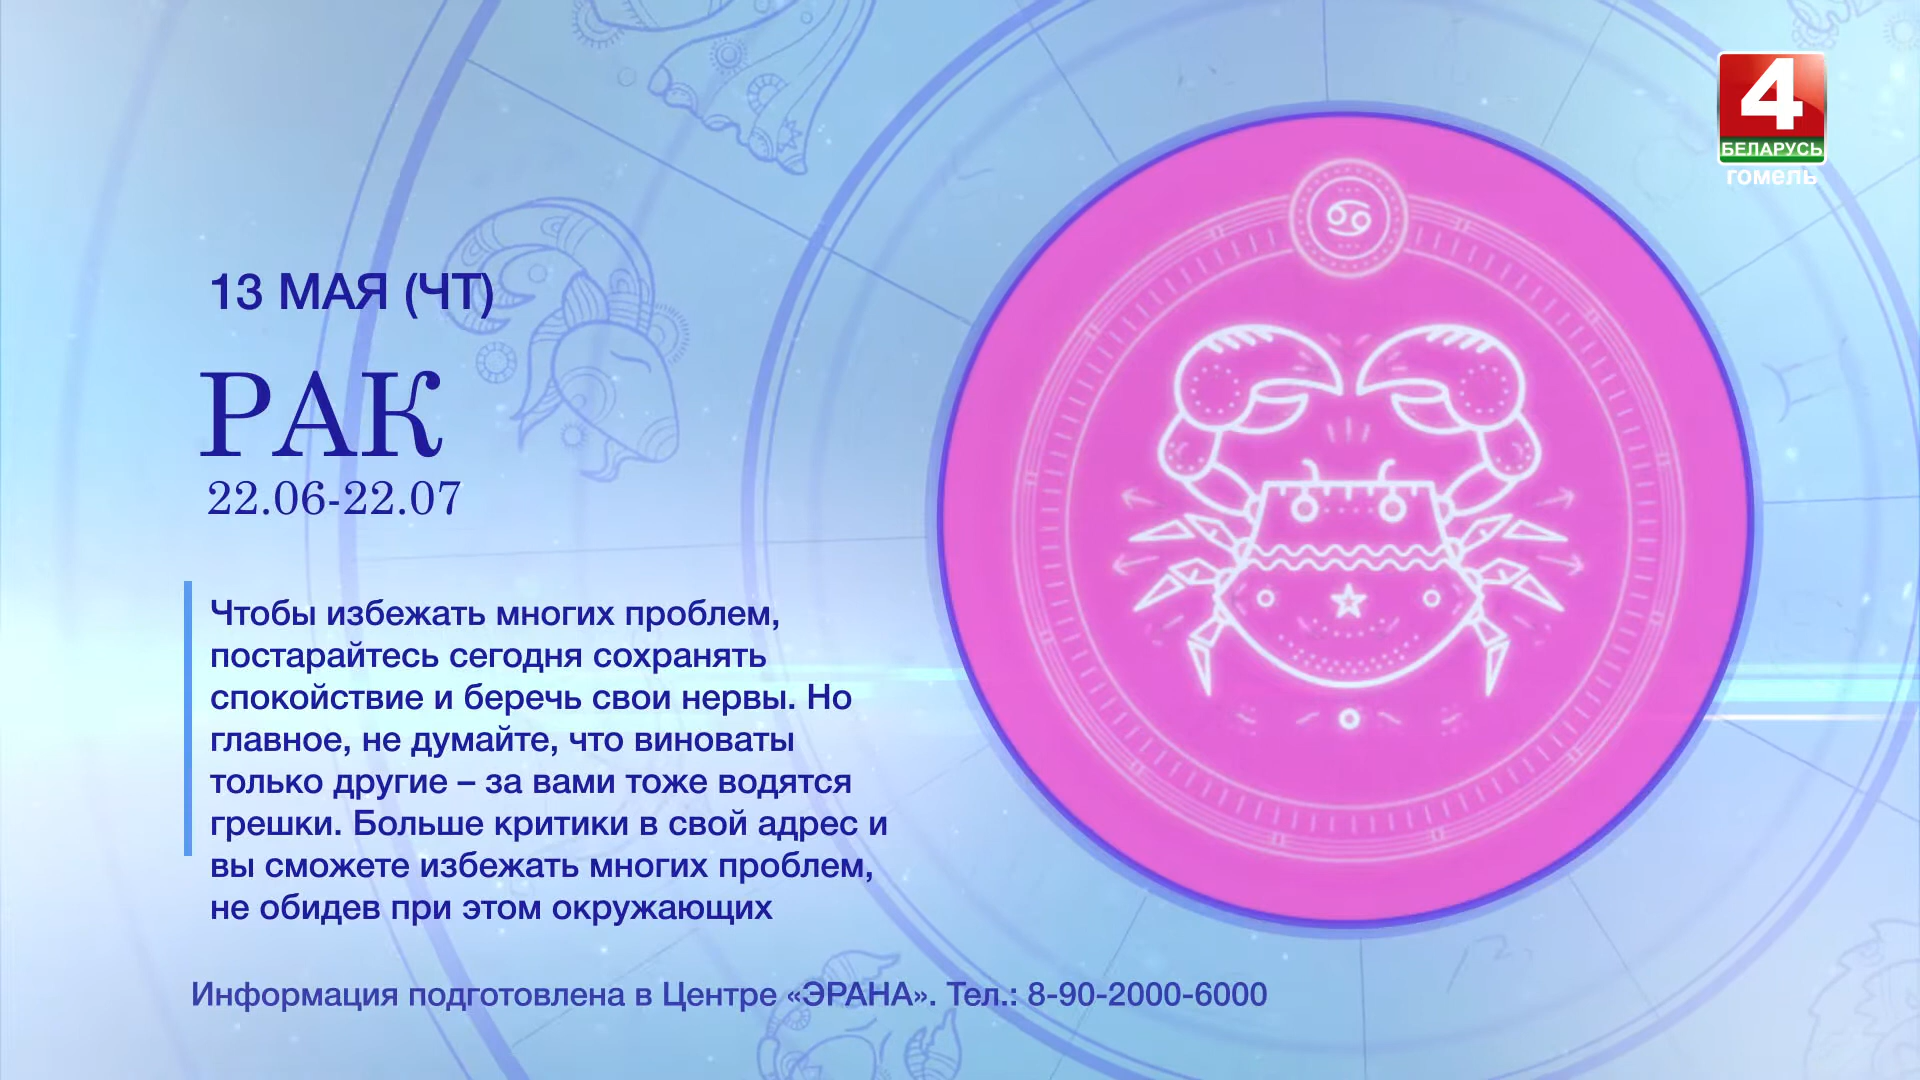 4
БЕЛАРУСЬ
гомель
13 МАЯ (ЧТ)
РАК
22.06-22.07
Чтобы избежать многих проблем,
постарайтесь сегодня сохранять
спокойствие и беречь свои нервы. Но
главное, не думайте, что виноваты
только другие – за вами тоже водятся
грешки. Больше критики в свой адрес и
вы сможете избежать многих проблем,
не обидев при этом окружающих
Информация подготовлена в Центре «ЭРАНА». Тел.: 8-90-2000-6000